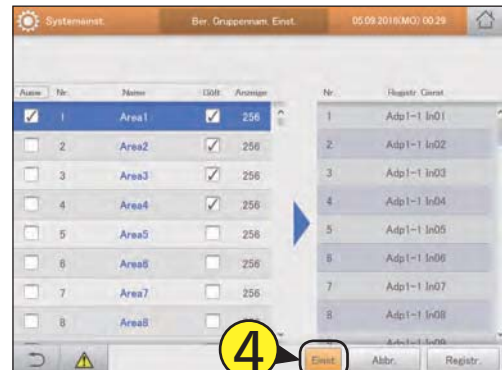 Systemeinst. Ber. Gruppennam. Einst. 05.09.2016(MO) 00:29
Ausw Nr. Name Gült Anzeige Nr. Registr. Gerät
1 Area1 256 1 Adp1-1 In01
2 Area2 256 2 Adp1-1 In02
3 Area3 256 3 Adp1-1 In03
4 Area4 256 4 Adp1-1 In04
5 Area5 256 5 Adp1-1 In05
6 Area6 256 6 Adp1-1 In06
7 Area7 256 7 Adp1-1 In07
8 Area8 256 8 Adp1-1 In08
Adp1-1 In09
4
Einst. Abbr. Registr.